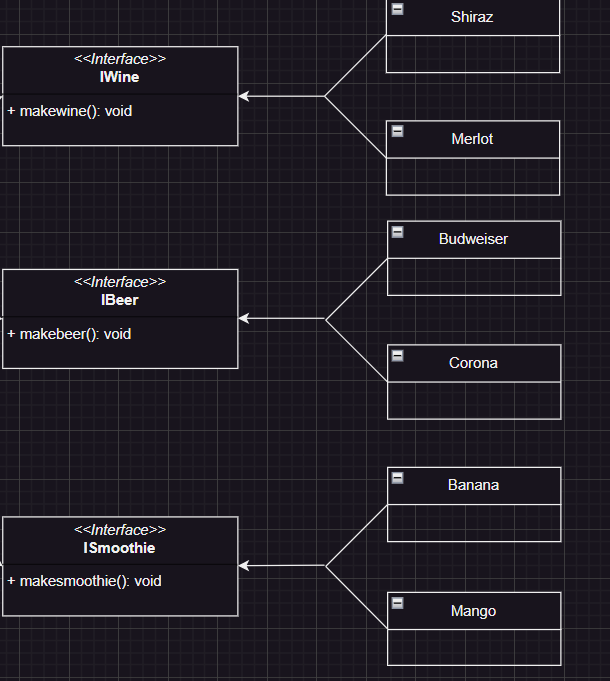 Shiraz
<<Interface>>
IWine
+ makewine(): void
Merlot
Budweiser
<<Interface>>
IBeer
+ makebeer(): void
Corona
Banana
<<Interface>>
ISmoothie
+ makesmoothie(): void
Mango